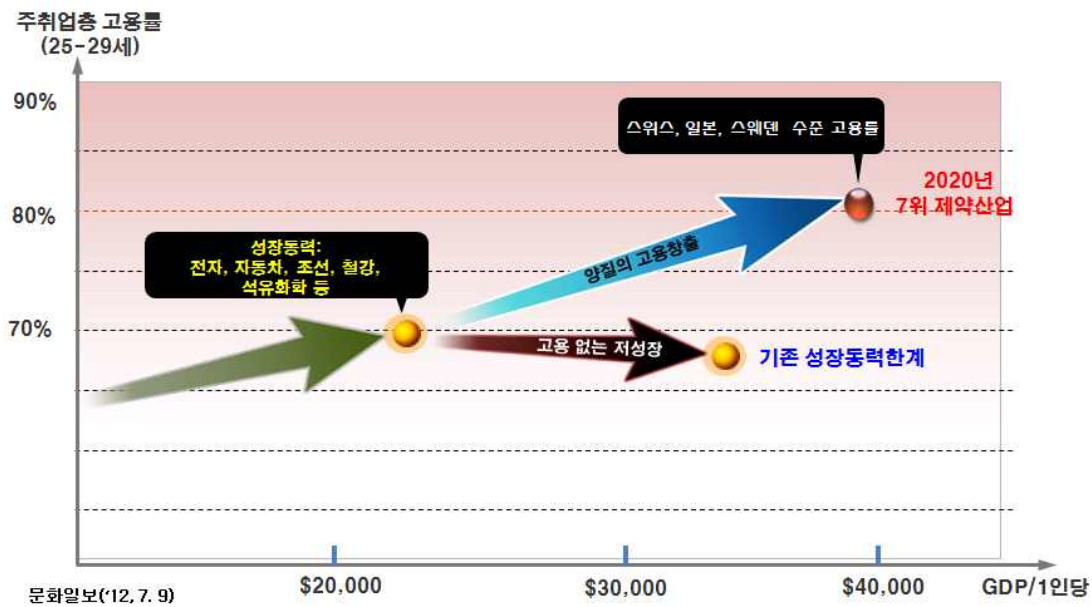 주취업층 고용률
(25-29세)
90%
스위스, 일본, 스웨덴 수준 고용률
2020년
7위 제약산업
80%
성장동력:
전자, 자동차, 조선, 철강,
석유화학 등
양질의 고용창출
70%
고용 없는 저성장
기존 성장동력한계
$20,000
$30,000
$40,000
GDP/1인당
문화일보('12, 7. 9)